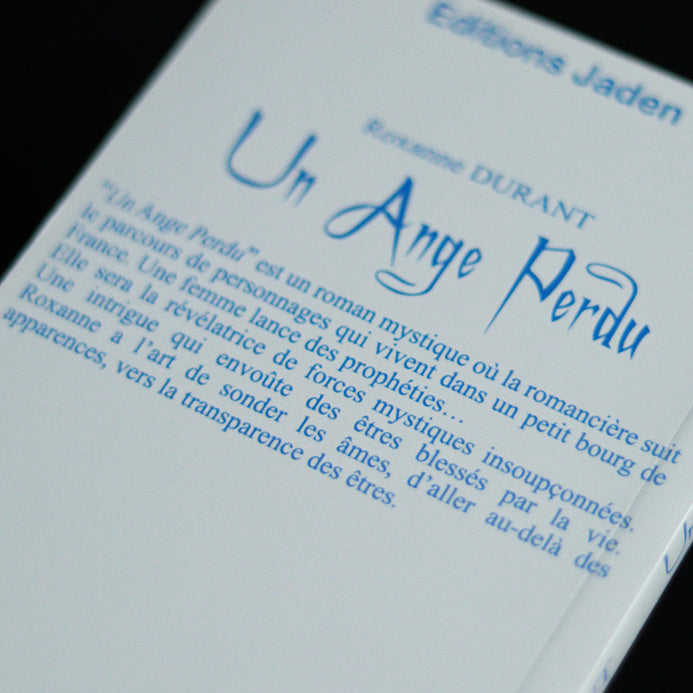 Editions Jaden
Roxanne DURANT
Un Ange Perdu
"Un Ange Perdu" est un roman mystique où la romancière suit
le parcours de personnages qui vivent dans un petit bourg de
France. Une femme lance des prophéties...
Elle sera la révélatrice de forces mystiques insoupçonnées.
Une intrigue qui envoûte des êtres blessés par la vie.
Roxanne a l'art de sonder les âmes, d'aller au-delà des
apparences, vers la transparence des êtres.